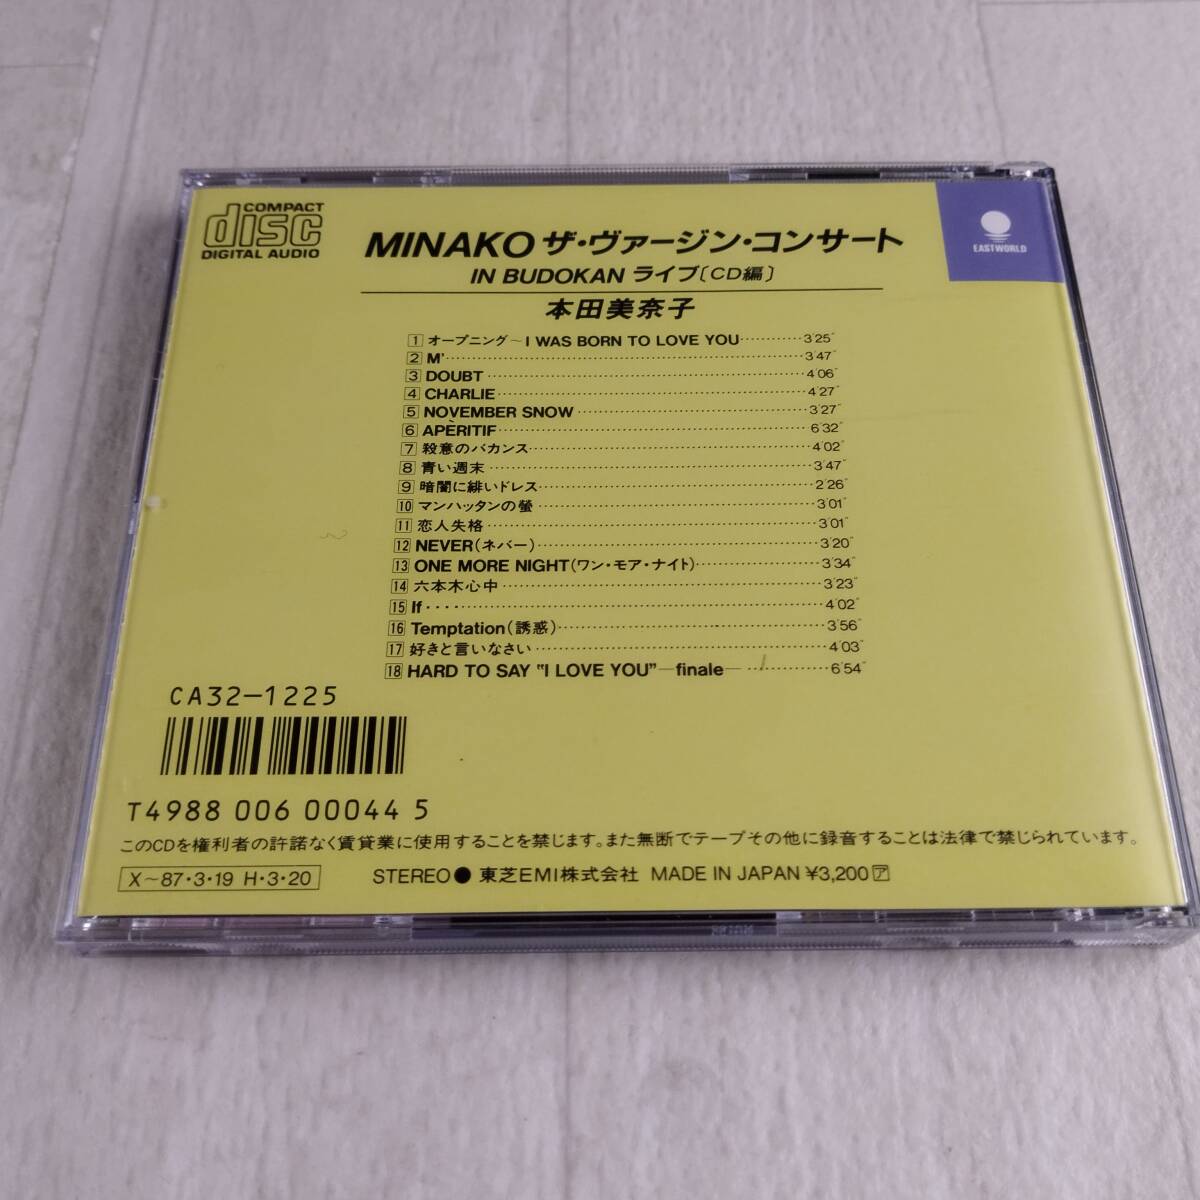 COMPACT
disc
DIGITAL AUDIO
MINAKO ザ・ヴァージン・コンサート
IN BUDOKAN ライブ〔CD編〕
本田美奈子
EASTWORLD
1 オープニング~I WAS BORN TO LOVE YOU…………3′25″
2 M′……………………………………3′47″
3 DOUBT……………………………………4′06″
4 CHARLIE……………………………………4′27″
5 NOVEMBER SNOW……………………………………3′27″
6 APÈRITIF……………………………………6′32″
7 殺意のバカンス……………………………………4′02″
8 青い週末……………………………………3′47″
9 暗闇に緋いドレス……………………………………2′26″
10 マンハッタンの螢……………………………………3′01″
11 恋人失格……………………………………3′01″
12 NEVER(ネバー)……………………………………3′20″
13 ONE MORE NIGHT(ワン・モア・ナイト)………………3′34″
14 六本木心中……………………………………3′23″
15 If‥‥……………………………………4′02″
16 Temptation(誘惑)……………………………………3′56″
17 好きと言いなさい……………………………………4′03″
18 HARD TO SAY “I LOVE YOU”—finale—…………6′54″
CA32-1225
T4988 006 00044 5
このCDを権利者の許諾なく賃貸業に使用することを禁じます。また無断でテープその他に録音することは法律で禁じられています。
X~87・3・19 H・3・20
STEREO● 東芝EMI株式会社 MADE IN JAPAN ¥3,200ア